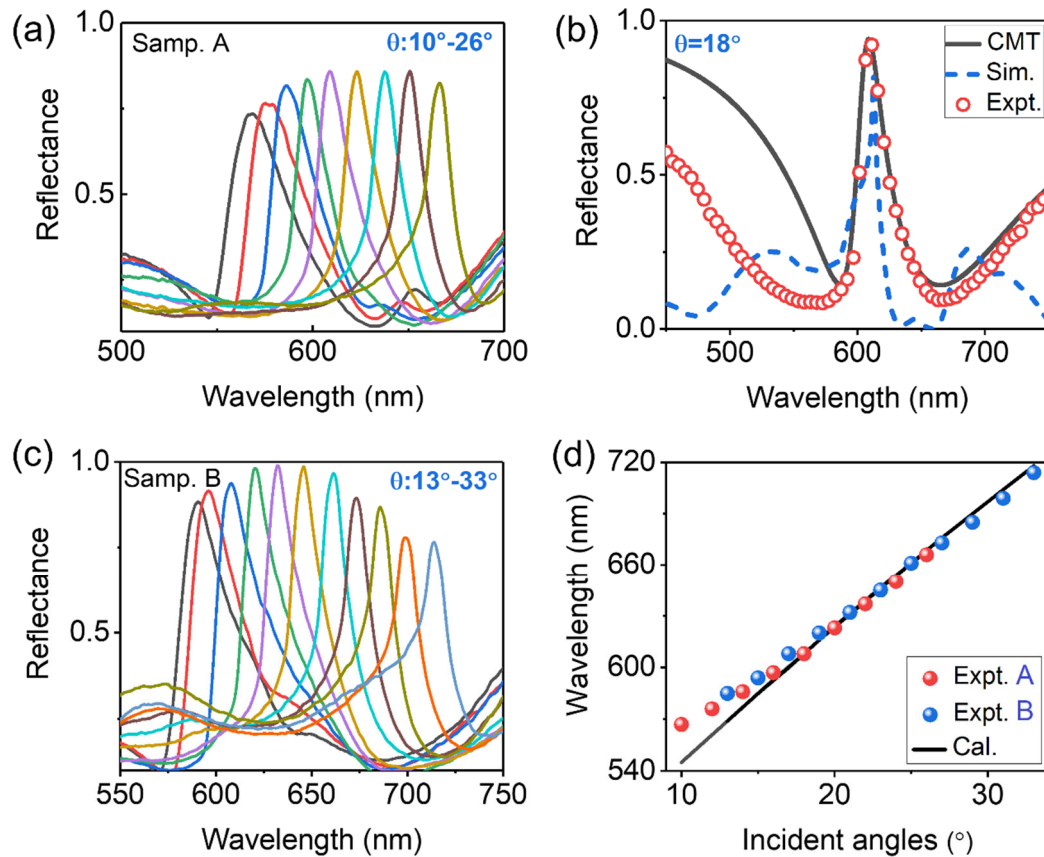 (a)
Samp. A
θ:10°-26°
1.0
0.5
Reflectance
500
600
700
Wavelength (nm)
(b)
θ=18°
CMT
Sim.
Expt.
1.0
0.5
0.0
Reflectance
500
600
700
Wavelength (nm)
(c)
Samp. B
θ:13°-33°
1.0
0.5
Reflectance
550
600
650
700
750
Wavelength (nm)
(d)
720
660
600
540
Wavelength (nm)
Expt. A
Expt. B
Cal.
10
20
30
Incident angles (°)